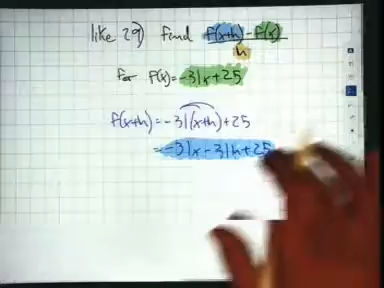 like 29) find f(x+h)-f(x)
h
for f(x)=-31x+25
f(x+h)=-31(x+h)+25
=-31x-31h+25